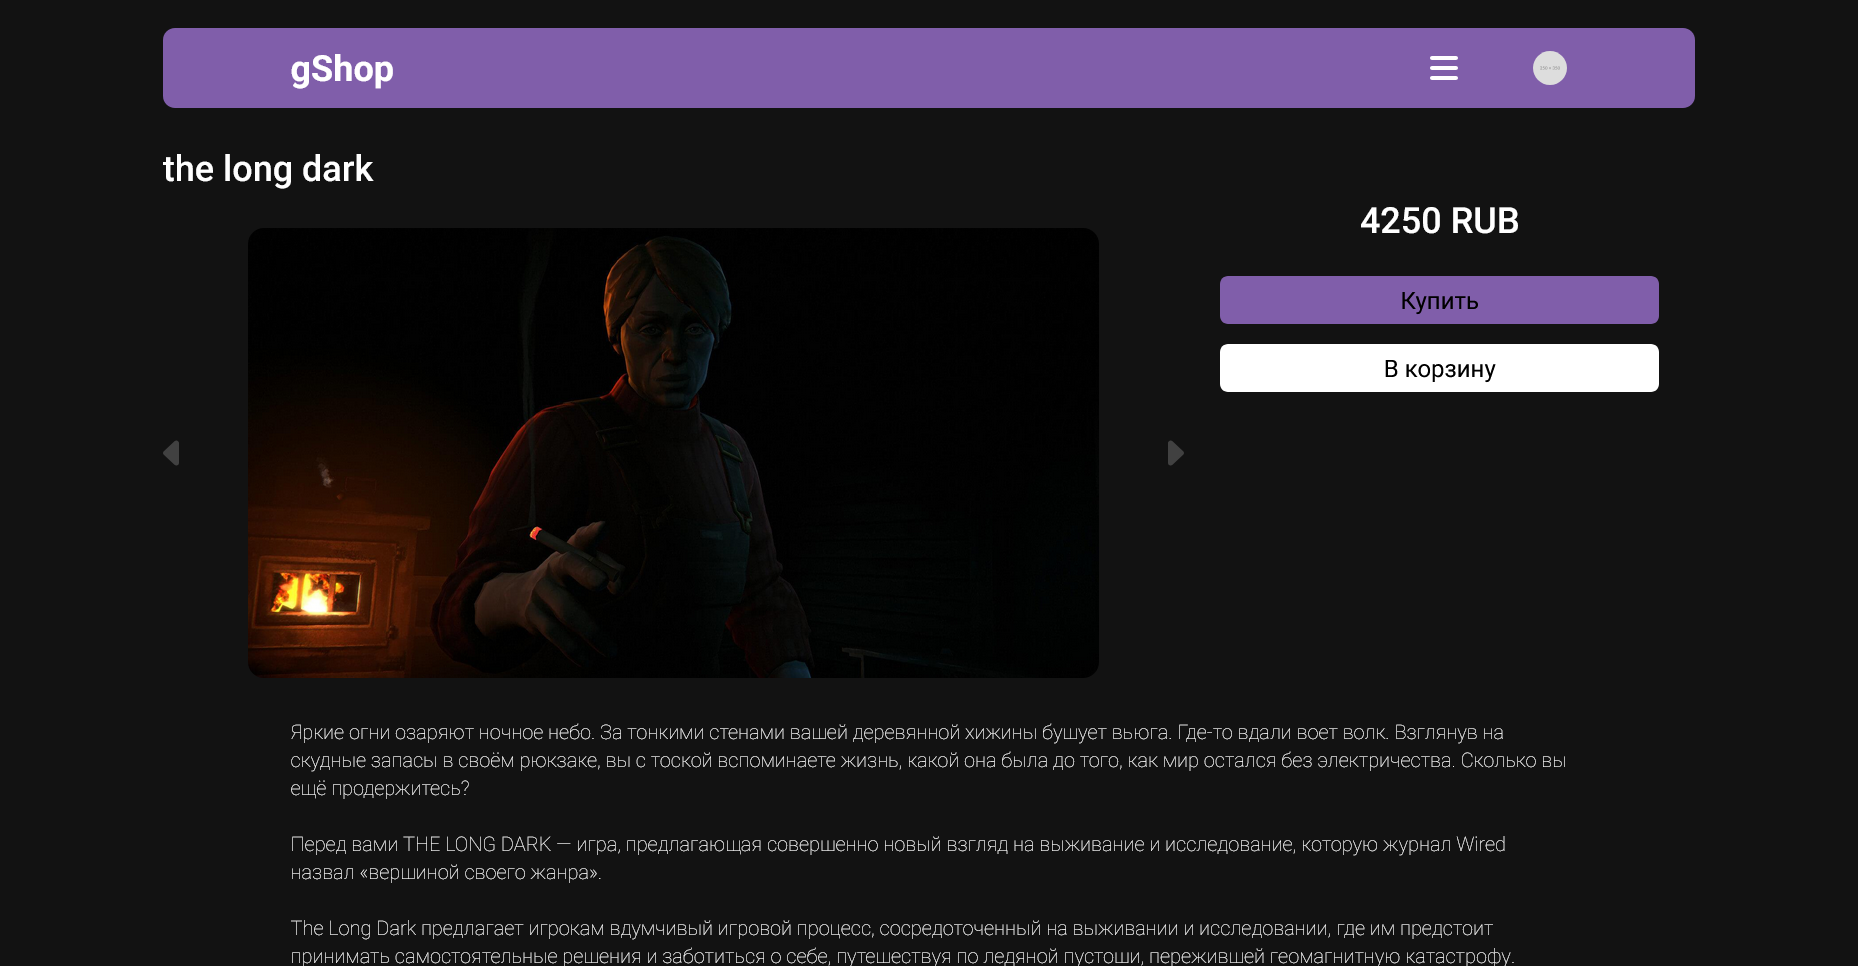 gShop
the long dark
4250 RUB
Купить
В корзину
Яркие огни озаряют ночное небо. За тонкими стенами вашей деревянной хижины бушует вьюга. Где-то вдали воет волк. Взглянув на
скудные запасы в своём рюкзаке, вы с тоской вспоминаете жизнь, какой она была до того, как мир остался без электричества. Сколько вы
ещё продержитесь?
Перед вами THE LONG DARK — игра, предлагающая совершенно новый взгляд на выживание и исследование, которую журнал Wired
назвал «вершиной своего жанра».
The Long Dark предлагает игрокам вдумчивый игровой процесс, сосредоточенный на выживании и исследовании, где им предстоит
принимать самостоятельные решения и заботиться о себе, путешествуя по ледяной пустоши, пережившей геомагнитную катастрофу.